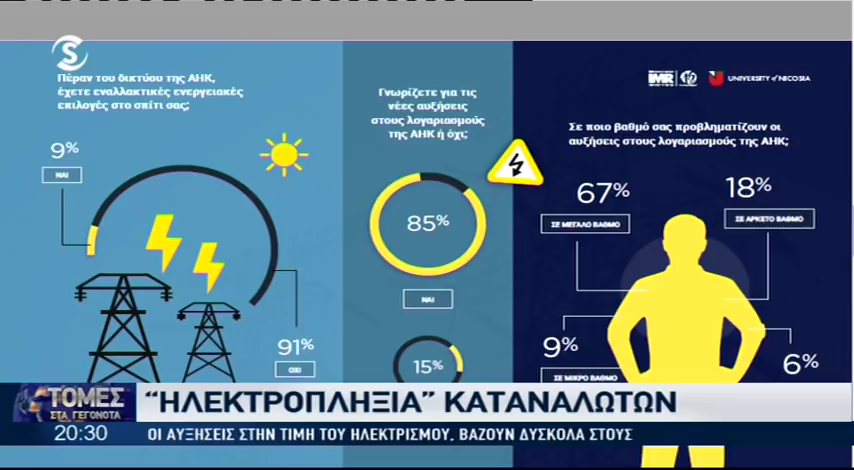 S
Πέραν του δικτύου της ΑΗΚ,
έχετε εναλλακτικές ενεργειακές
επιλογές στο σπίτι σας;
9%
ΝΑΙ
91%
ΟΧΙ
Γνωρίζετε για τις
νέες αυξήσεις
στους λογαριασμούς
της ΑΗΚ ή όχι;
85%
ΝΑΙ
15%
IMR
UNIVERSITY of NICOSIA
Σε ποιο βαθμό σας προβληματίζουν οι
αυξήσεις στους λογαριασμούς της ΑΗΚ;
67%
ΣΕ ΜΕΓΑΛΟ ΒΑΘΜΟ
18%
ΣΕ ΑΡΚΕΤΟ ΒΑΘΜΟ
9%
ΣΕ ΜΙΚΡΟ ΒΑΘΜΟ
6%
ΤΟΜΕΣ
ΣΤΑ ΓΕΓΟΝΟΤΑ
“ΗΛΕΚΤΡΟΠΛΗΞΙΑ” ΚΑΤΑΝΑΛΩΤΩΝ
20:30
ΟΙ ΑΥΞΗΣΕΙΣ ΣΤΗΝ ΤΙΜΗ ΤΟΥ ΗΛΕΚΤΡΙΣΜΟΥ, ΒΑΖΟΥΝ ΔΥΣΚΟΛΑ ΣΤΟΥΣ